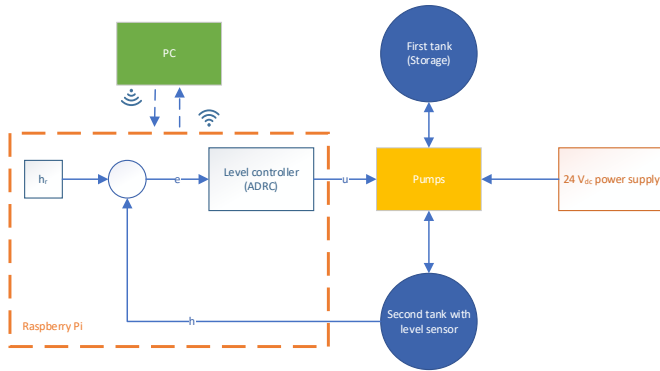 PC
First tank
(Storage)
hᵣ
e
Level controller
(ADRC)
u
Pumps
24 V_dc power supply
Raspberry Pi
h
Second tank with
level sensor